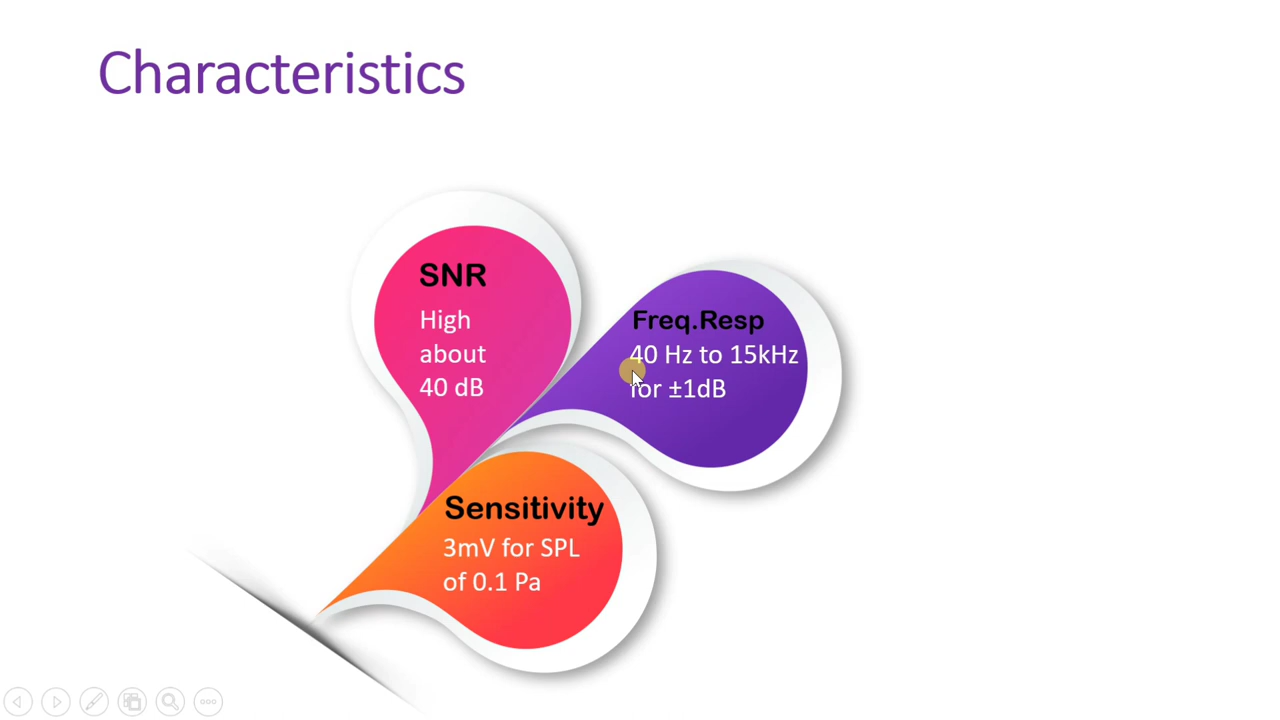 Characteristics
SNR
High
about
40 dB
Freq.Resp
40 Hz to 15kHz
for ±1dB
Sensitivity
3mV for SPL
of 0.1 Pa